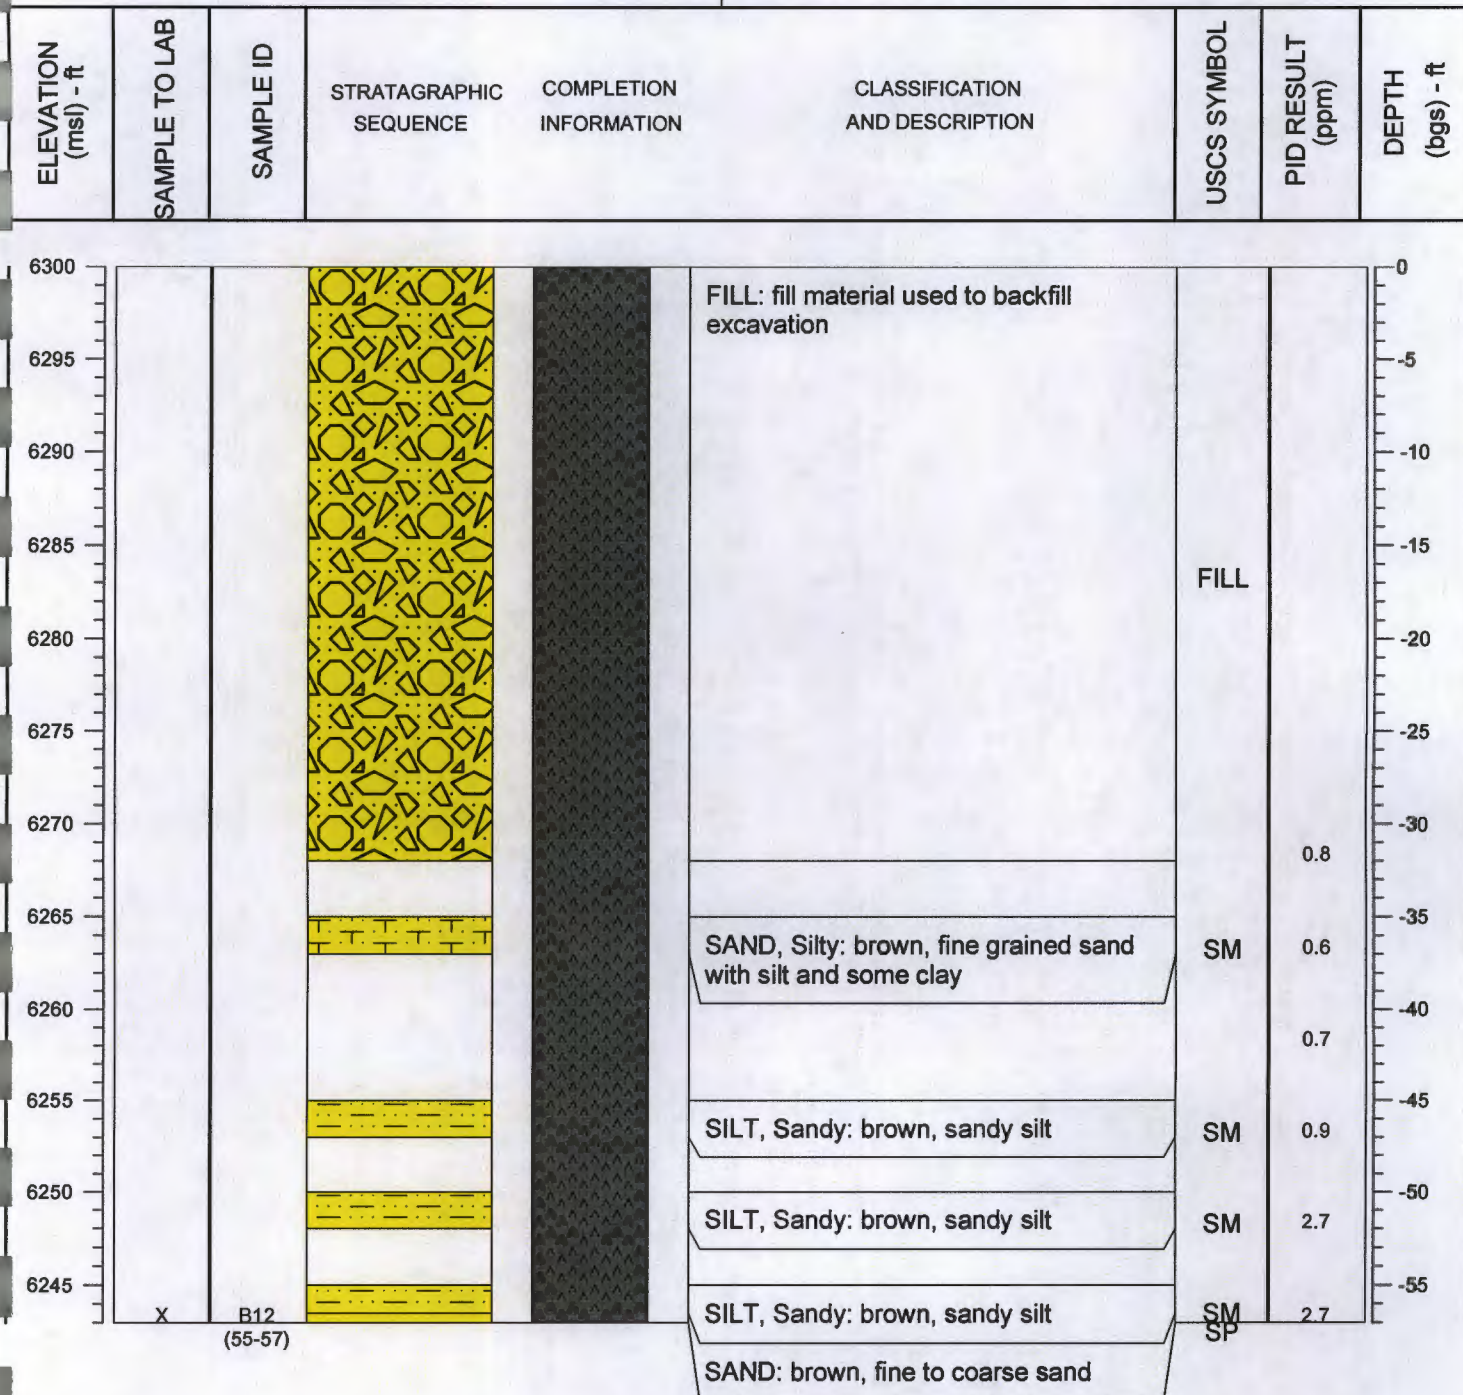 ELEVATION
(msl) - ft
SAMPLE TO LAB
SAMPLE ID
STRATAGRAPHIC
SEQUENCE
COMPLETION
INFORMATION
CLASSIFICATION
AND DESCRIPTION
USCS SYMBOL
PID RESULT
(ppm)
DEPTH
(bgs) - ft
6300
0
FILL: fill material used to backfill
excavation
6295
-5
6290
-10
6285
-15
FILL
6280
-20
6275
-25
6270
-30
0.8
6265
-35
SAND, Silty: brown, fine grained sand
with silt and some clay
SM
0.6
6260
-40
0.7
6255
-45
SILT, Sandy: brown, sandy silt
SM
0.9
6250
-50
SILT, Sandy: brown, sandy silt
SM
2.7
6245
-55
X
B12
(55-57)
SILT, Sandy: brown, sandy silt
SM
SP
2.7
SAND: brown, fine to coarse sand